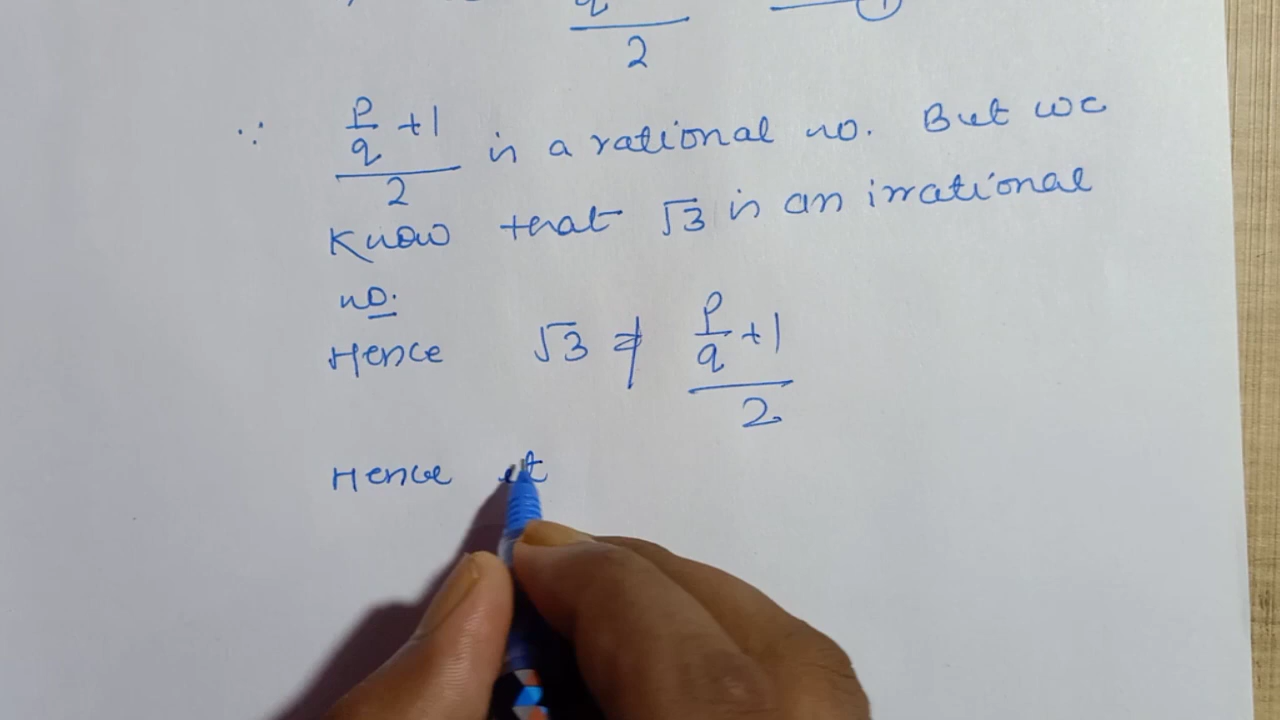 q
2 ①
∵ (p/q + 1)/2 is a rational no. But we
know that √3 is an irrational
no.
Hence √3 ≠ (p/q + 1)/2
Hence it